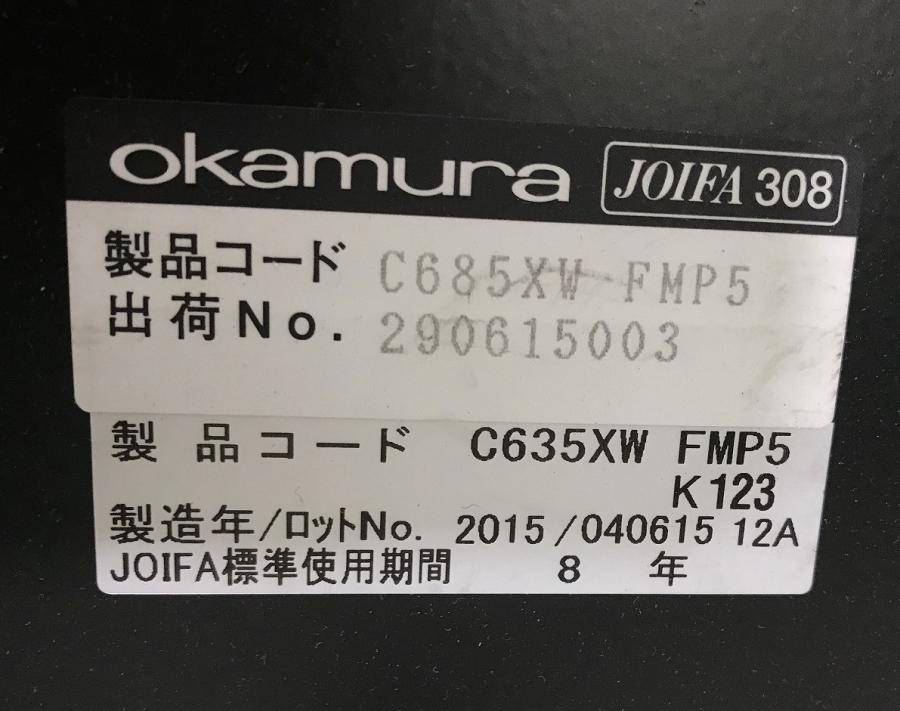 okamura JOIFA 308
製品コード C685XW FMP5
出荷No. 290615003
製品コード C635XW FMP5
K123
製造年/ロットNo. 2015/040615 12A
JOIFA標準使用期間 8 年